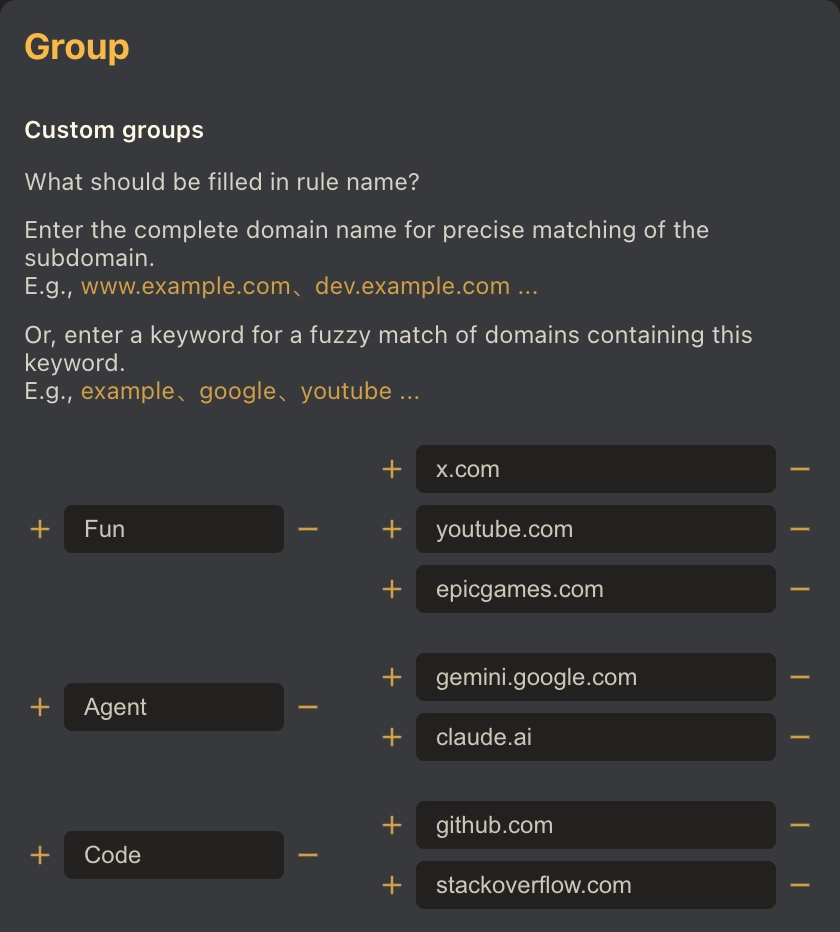 Group
Custom groups
What should be filled in rule name?
Enter the complete domain name for precise matching of the
subdomain.
E.g., www.example.com、dev.example.com ...
Or, enter a keyword for a fuzzy match of domains containing this
keyword.
E.g., example、google、youtube ...
+ Fun —
+ x.com —
+ youtube.com —
+ epicgames.com —
+ Agent —
+ gemini.google.com —
+ claude.ai —
+ Code —
+ github.com —
+ stackoverflow.com —